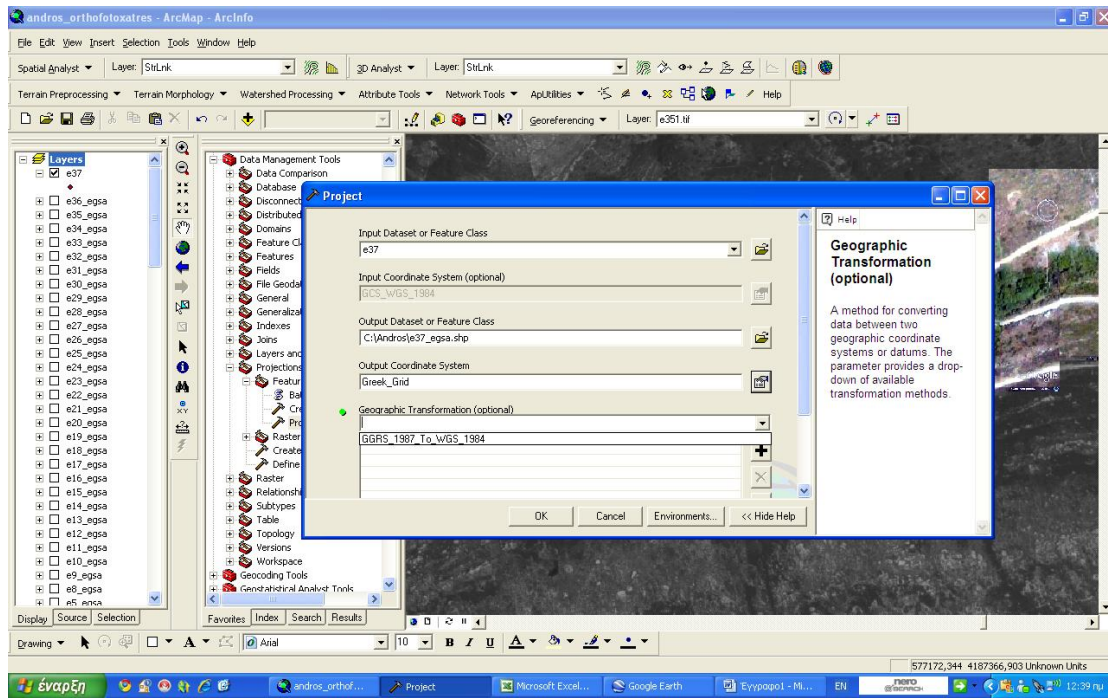 andros_orthofotoxatres - ArcMap - ArcInfo
File Edit View Insert Selection Tools Window Help
Spatial Analyst Layer: StrLnk 3D Analyst Layer: StrLnk
Terrain Preprocessing Terrain Morphology Watershed Processing Attribute Tools Network Tools ApUtilities Help
Georeferencing Layer: e351.tif
Layers
e37
e36_egsa
e35_egsa
e34_egsa
e33_egsa
e32_egsa
e31_egsa
e30_egsa
e29_egsa
e28_egsa
e27_egsa
e26_egsa
e25_egsa
e24_egsa
e23_egsa
e22_egsa
e21_egsa
e20_egsa
e19_egsa
e18_egsa
e17_egsa
e16_egsa
e15_egsa
e14_egsa
e13_egsa
e12_egsa
e11_egsa
e10_egsa
e9_egsa
e8_egsa
e5_egsa
Display Source Selection
Data Management Tools
Data Comparison
Database
Disconnect
Distributed
Domains
Feature Cl
Features
Fields
File Geodat
General
Generalizat
Indexes
Joins
Layers and
Projections
Featur
Ba
Cr
Pro
Raster
Create
Define
Raster
Relationshi
Subtypes
Table
Topology
Versions
Workspace
Geocoding Tools
Geostatistical Analyst Tools
Favorites Index Search Results
Project
Input Dataset or Feature Class
e37
Input Coordinate System (optional)
GCS_WGS_1984
Output Dataset or Feature Class
C:\Andros\e37_egsa.shp
Output Coordinate System
Greek_Grid
Geographic Transformation (optional)
GGRS_1987_To_WGS_1984
OK Cancel Environments... << Hide Help
Help
Geographic
Transformation
(optional)
A method for converting
data between two
geographic coordinate
systems or datums. The
parameter provides a drop-
down of available
transformation methods.
Drawing A Arial 10 B I U A
577172,344 4187366,903 Unknown Units
έναρξη andros_orthof... Project Microsoft Excel... Google Earth Έγγραφο1 - Mi... EN nero SEARCH 12:39 πμ